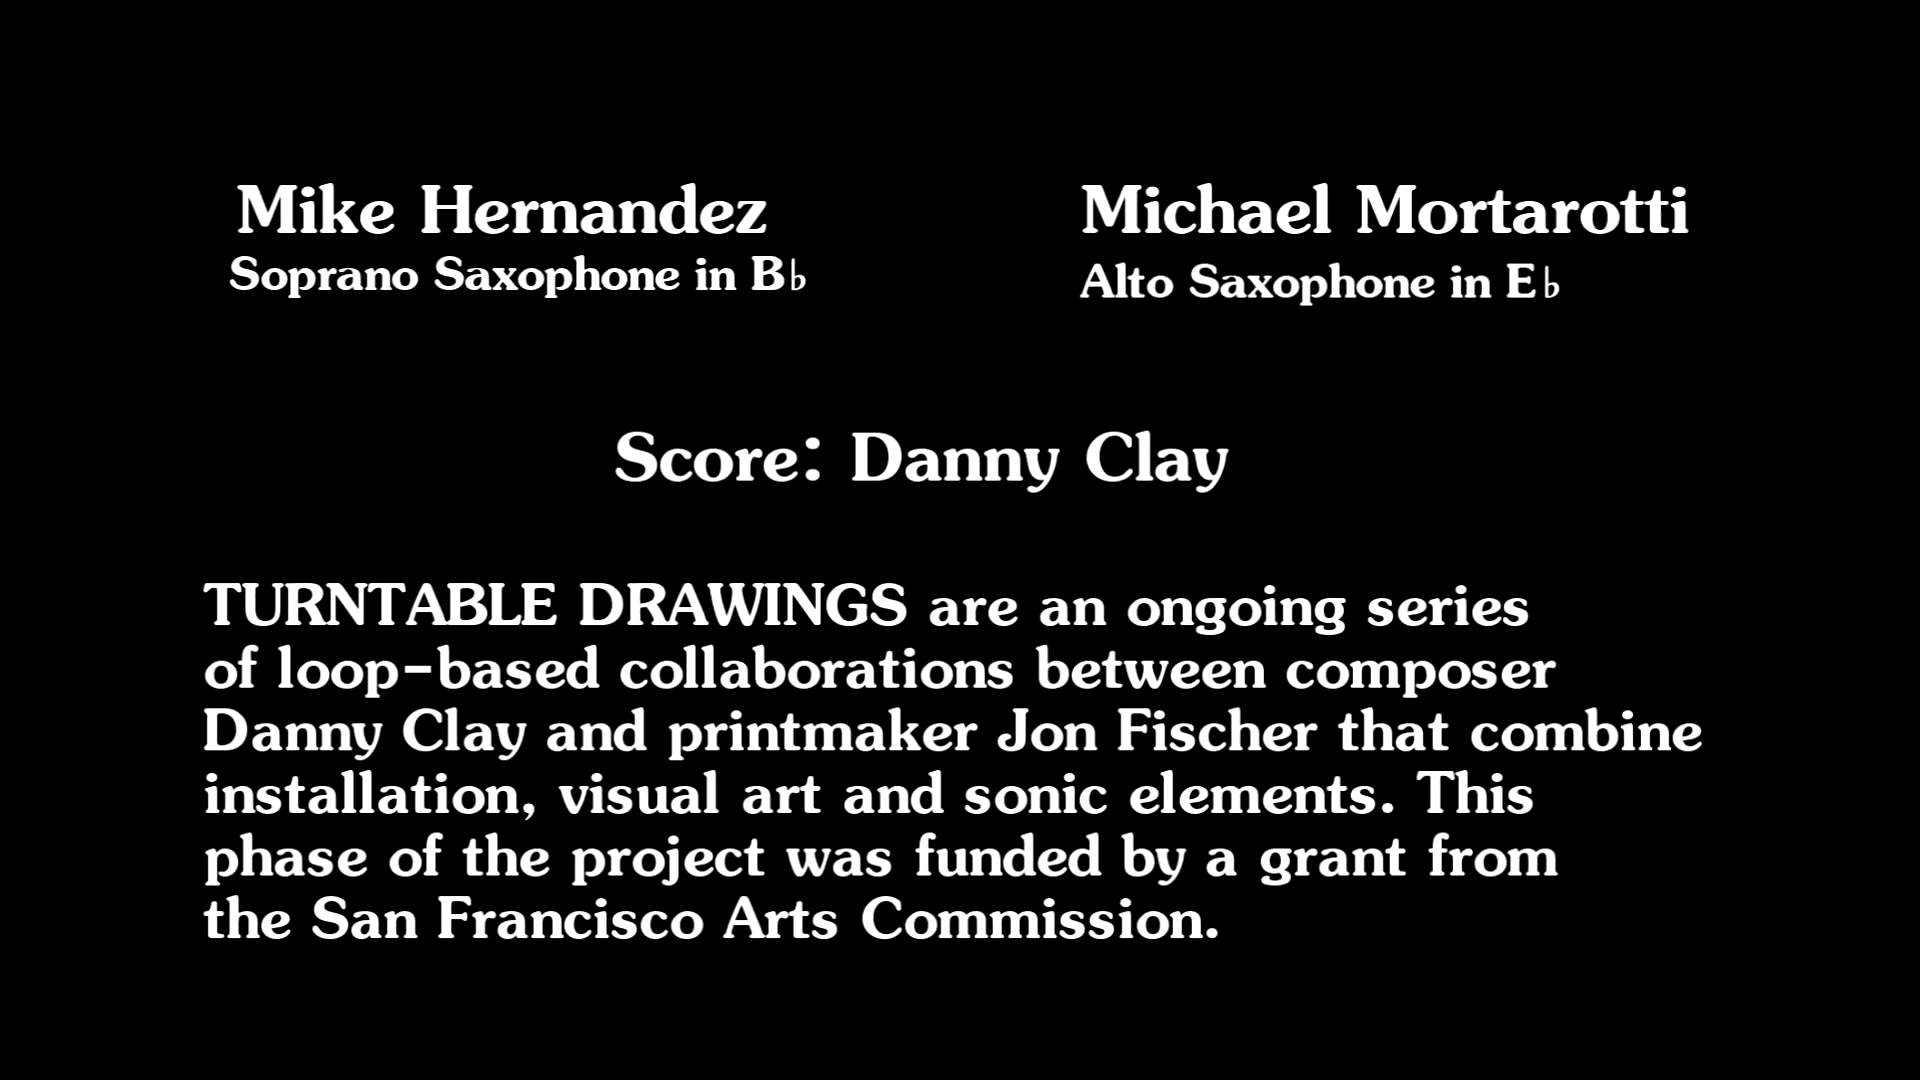 Mike Hernandez
Soprano Saxophone in B♭
Michael Mortarotti
Alto Saxophone in E♭
Score: Danny Clay
TURNTABLE DRAWINGS are an ongoing series
of loop-based collaborations between composer
Danny Clay and printmaker Jon Fischer that combine
installation, visual art and sonic elements. This
phase of the project was funded by a grant from
the San Francisco Arts Commission.